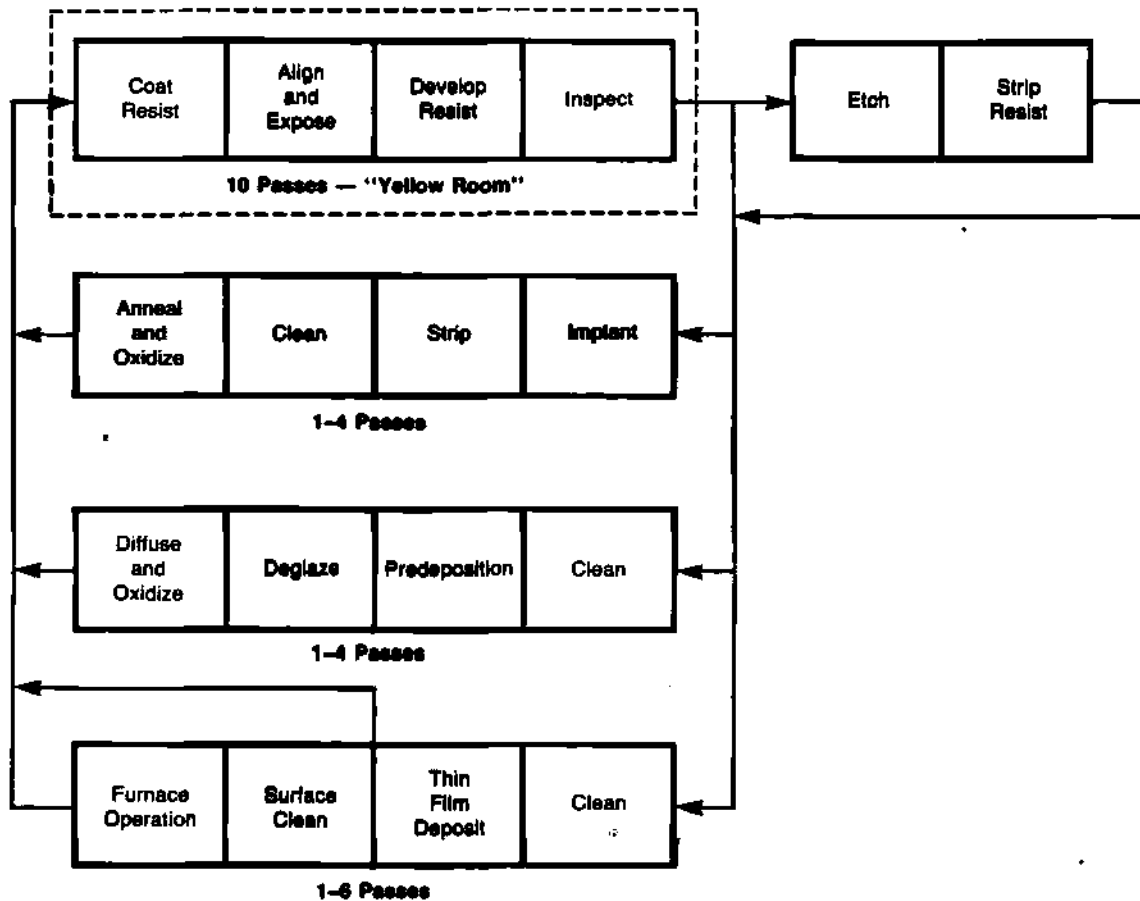 Coat
Resist
Align
and
Expose
Develop
Resist
Inspect
Etch
Strip
Resist
10 Passes — "Yellow Room"
Anneal
and
Oxidize
Clean
Strip
Implant
1–4 Passes
Diffuse
and
Oxidize
Deglaze
Predeposition
Clean
1–4 Passes
Furnace
Operation
Surface
Clean
Thin
Film
Deposit
Clean
1–6 Passes